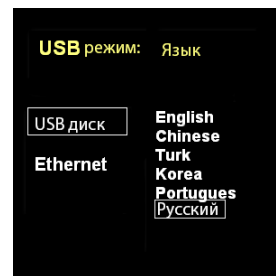 USB режим:
Язык
USB диск
Ethernet
English
Chinese
Turk
Korea
Portugues
Русский